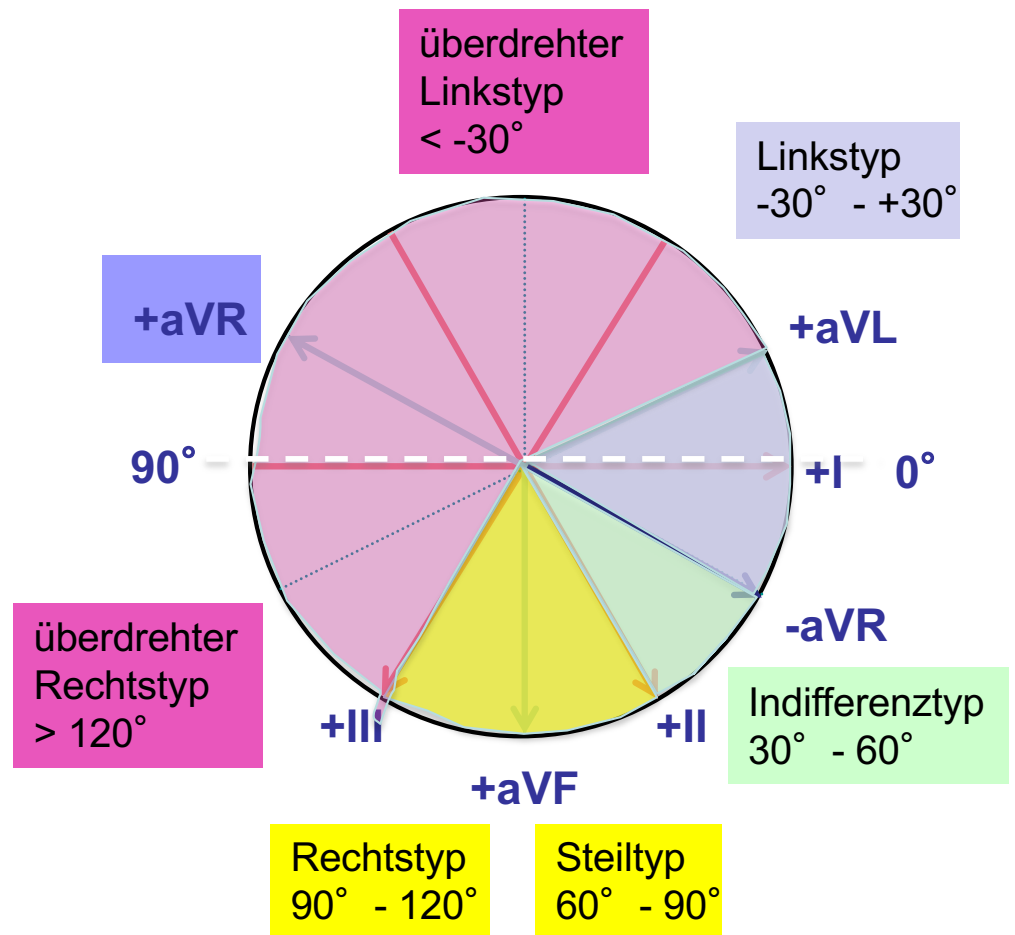 überdrehter
Linkstyp
< -30°
Linkstyp
-30° - +30°
+aVR
+aVL
90°
+I 0°
-aVR
überdrehter
Rechtstyp
> 120°
+III
+II
Indifferenztyp
30° - 60°
+aVF
Rechtstyp
90° - 120°
Steiltyp
60° - 90°